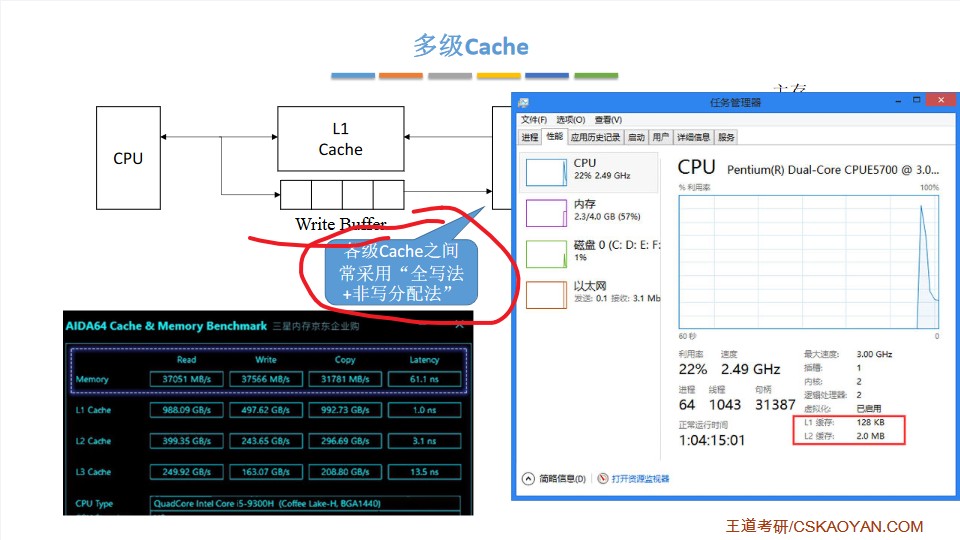 多级Cache
主存
CPU
L1
Cache
Write Buffer
各级Cache之间
常采用“全写法
+非写分配法”
AIDA64 Cache & Memory Benchmark 三星内存京东企业购
Read Write Copy Latency
Memory 37051 MB/s 37566 MB/s 31781 MB/s 61.1 ns
L1 Cache 988.09 GB/s 497.62 GB/s 992.73 GB/s 1.0 ns
L2 Cache 399.35 GB/s 243.65 GB/s 296.69 GB/s 3.1 ns
L3 Cache 249.92 GB/s 163.07 GB/s 208.80 GB/s 13.5 ns
CPU Type QuadCore Intel Core i5-9300H (Coffee Lake-H, BGA1440)
任务管理器
文件(F) 选项(O) 查看(V)
进程 性能 应用历史记录 启动 用户 详细信息 服务
CPU
22% 2.49 GHz
内存
2.3/4.0 GB (57%)
磁盘 0 (C: D: E: F:
1%
以太网
发送: 0.1 接收: 3.1 Mb
CPU Pentium(R) Dual-Core CPUE5700 @ 3.0...
% 利用率 100%
60 秒 0
利用率 速度
22% 2.49 GHz
进程 线程 句柄
64 1043 31387
正常运行时间
1:04:15:01
最大速度: 3.00 GHz
插槽: 1
内核: 2
逻辑处理器: 2
虚拟化: 已启用
L1 缓存: 128 KB
L2 缓存: 2.0 MB
简略信息(D) 打开资源监视器
王道考研/CSKAOYAN.COM